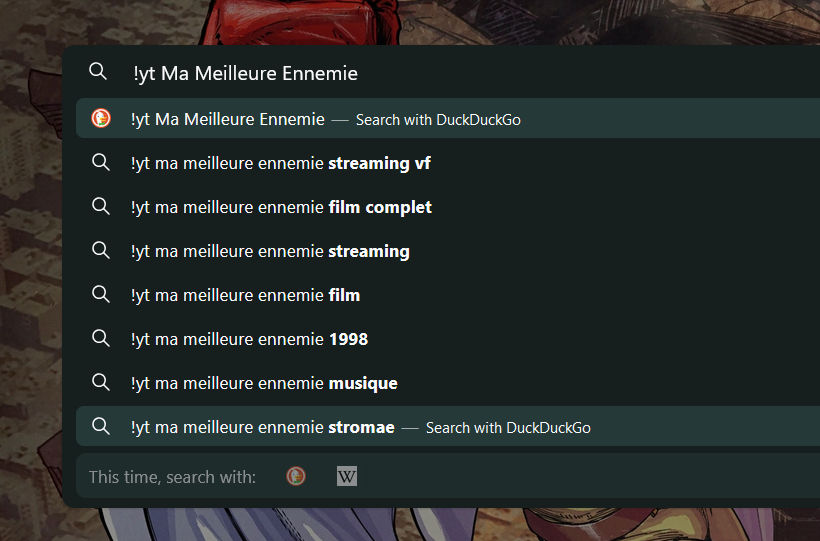 !yt Ma Meilleure Ennemie
!yt Ma Meilleure Ennemie — Search with DuckDuckGo
!yt ma meilleure ennemie streaming vf
!yt ma meilleure ennemie film complet
!yt ma meilleure ennemie streaming
!yt ma meilleure ennemie film
!yt ma meilleure ennemie 1998
!yt ma meilleure ennemie musique
!yt ma meilleure ennemie stromae — Search with DuckDuckGo
This time, search with: W